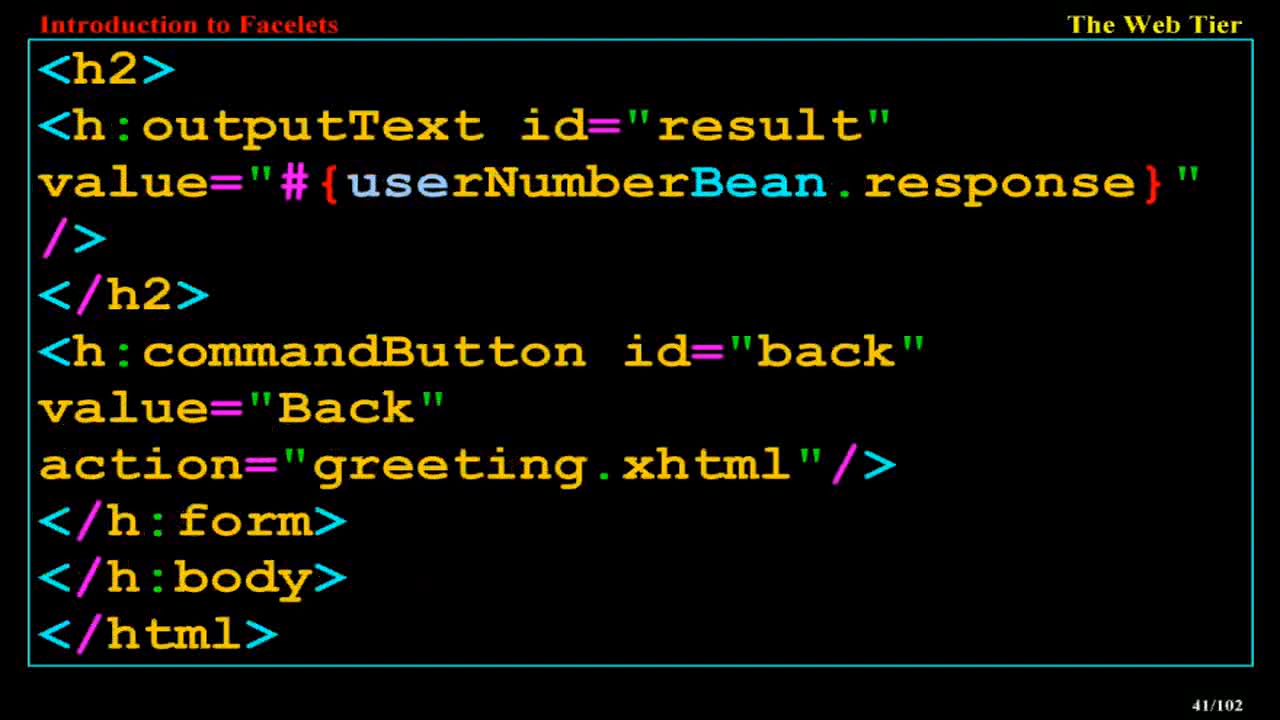 Introduction to Facelets
The Web Tier
<h2>
<h:outputText id="result"
value="#{userNumberBean.response}"
/>
</h2>
<h:commandButton id="back"
value="Back"
action="greeting.xhtml"/>
</h:form>
</h:body>
</html>
41/102